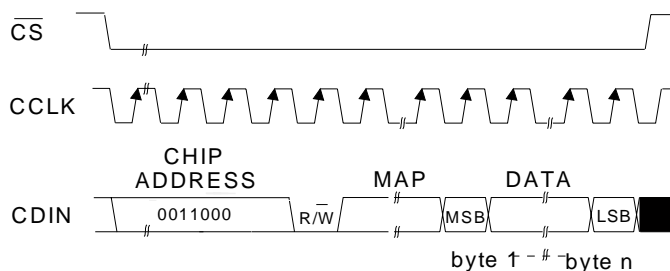 CS
CCLK
CHIP
ADDRESS
MAP
DATA
CDIN
0011000
R/W
MSB
LSB
byte 1
byte n